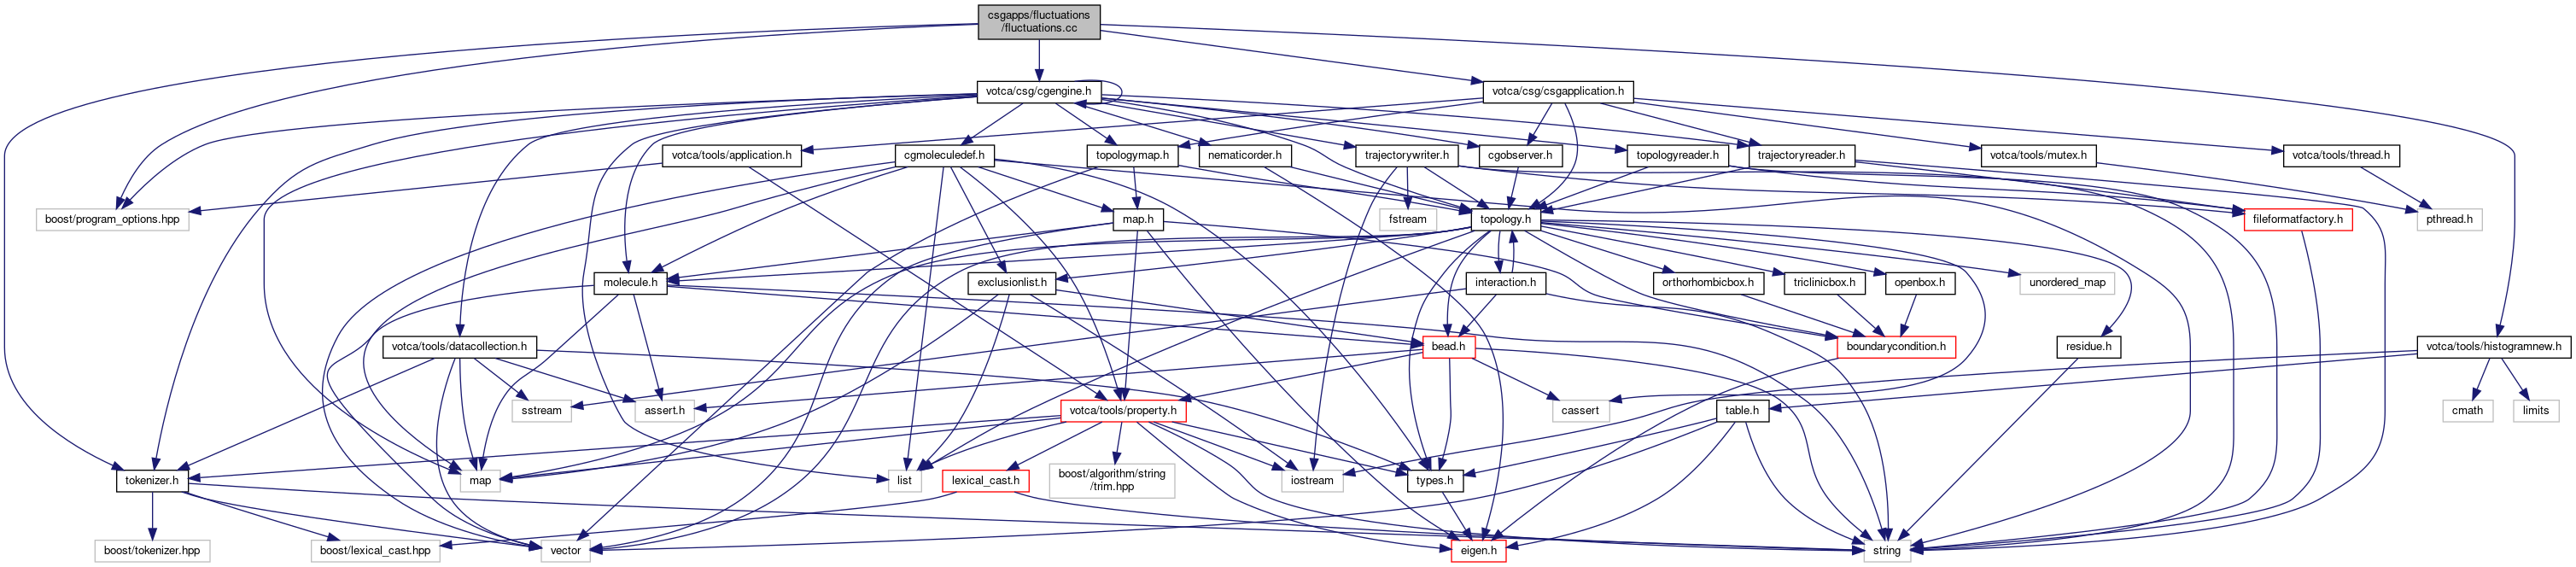 csgapps/fluctuations
/fluctuations.cc
votca/csg/cgengine.h
votca/csg/csgapplication.h
votca/tools/application.h
cgmoleculedef.h
topologymap.h
nematicorder.h
trajectorywriter.h
cgobserver.h
topologyreader.h
trajectoryreader.h
votca/tools/mutex.h
votca/tools/thread.h
boost/program_options.hpp
map.h
fstream
topology.h
fileformatfactory.h
pthread.h
molecule.h
exclusionlist.h
interaction.h
orthorhombicbox.h
triclinicbox.h
openbox.h
unordered_map
votca/tools/datacollection.h
bead.h
boundarycondition.h
residue.h
votca/tools/histogramnew.h
sstream
assert.h
votca/tools/property.h
cassert
table.h
cmath
limits
tokenizer.h
map
list
lexical_cast.h
boost/algorithm/string
/trim.hpp
iostream
types.h
boost/tokenizer.hpp
boost/lexical_cast.hpp
vector
eigen.h
string